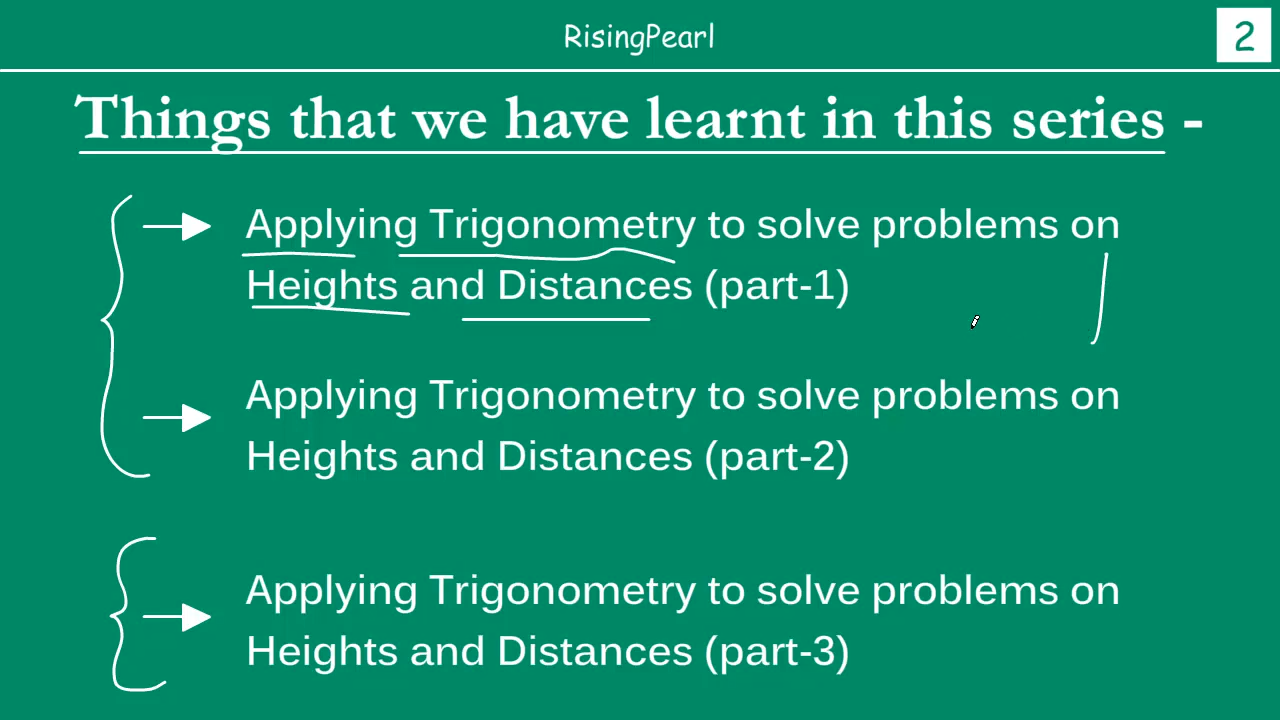 RisingPearl
2
Things that we have learnt in this series -
Applying Trigonometry to solve problems on
Heights and Distances (part-1)
Applying Trigonometry to solve problems on
Heights and Distances (part-2)
Applying Trigonometry to solve problems on
Heights and Distances (part-3)